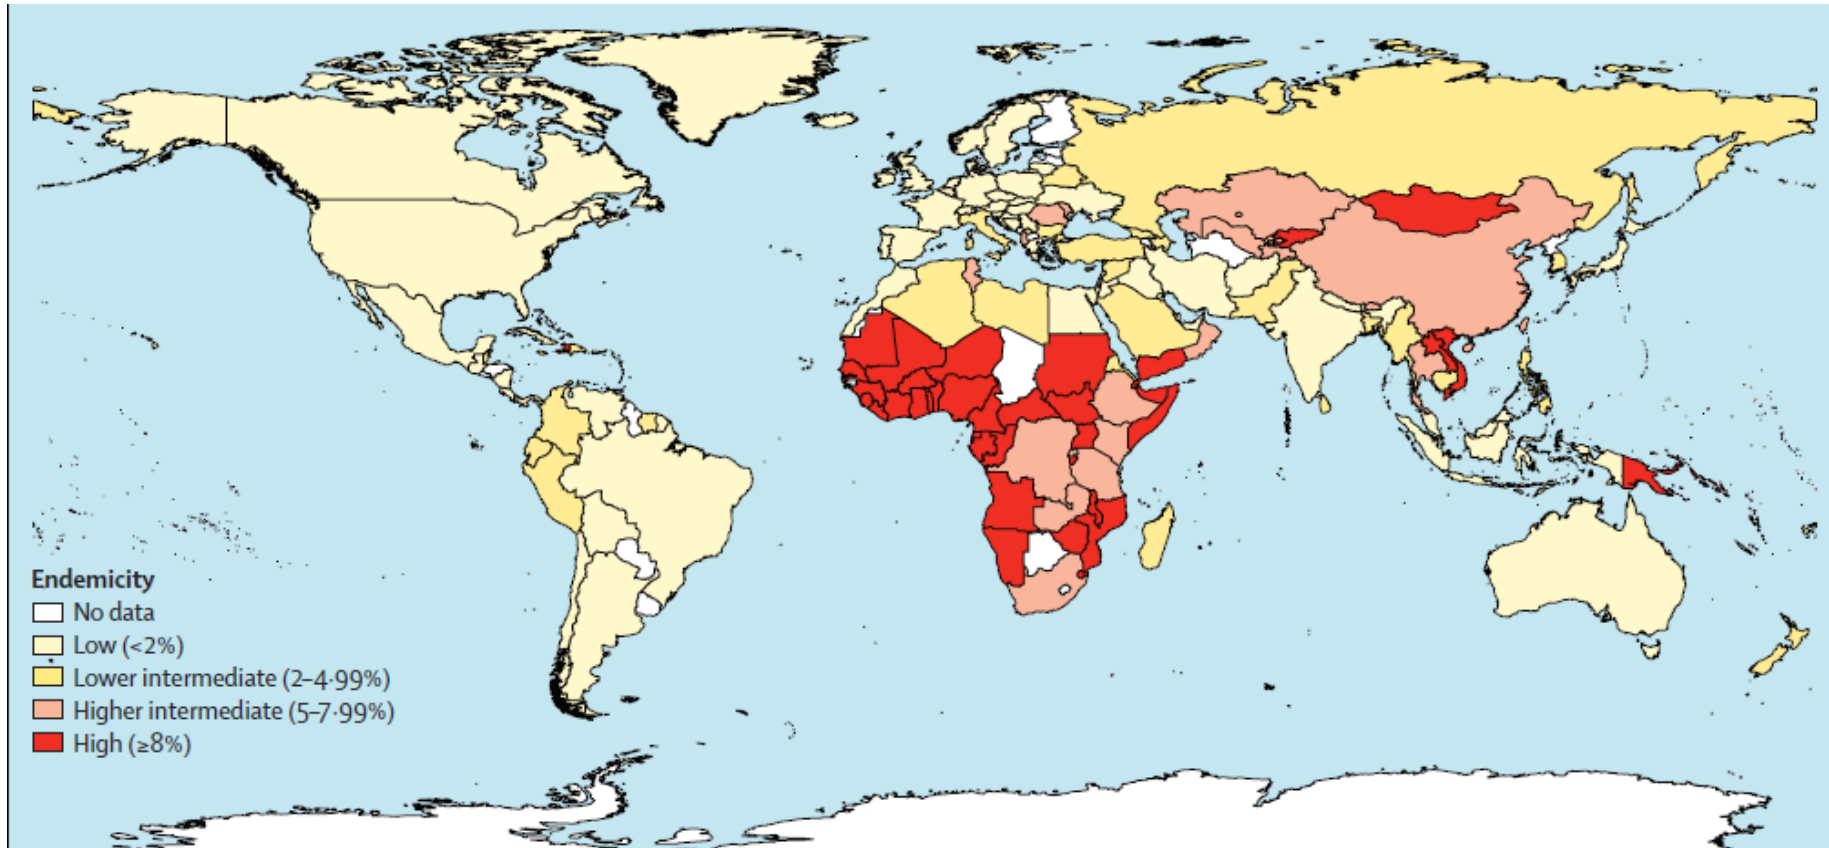 Endemicity
No data
Low (<2%)
Lower intermediate (2–4·99%)
Higher intermediate (5–7·99%)
High (≥8%)